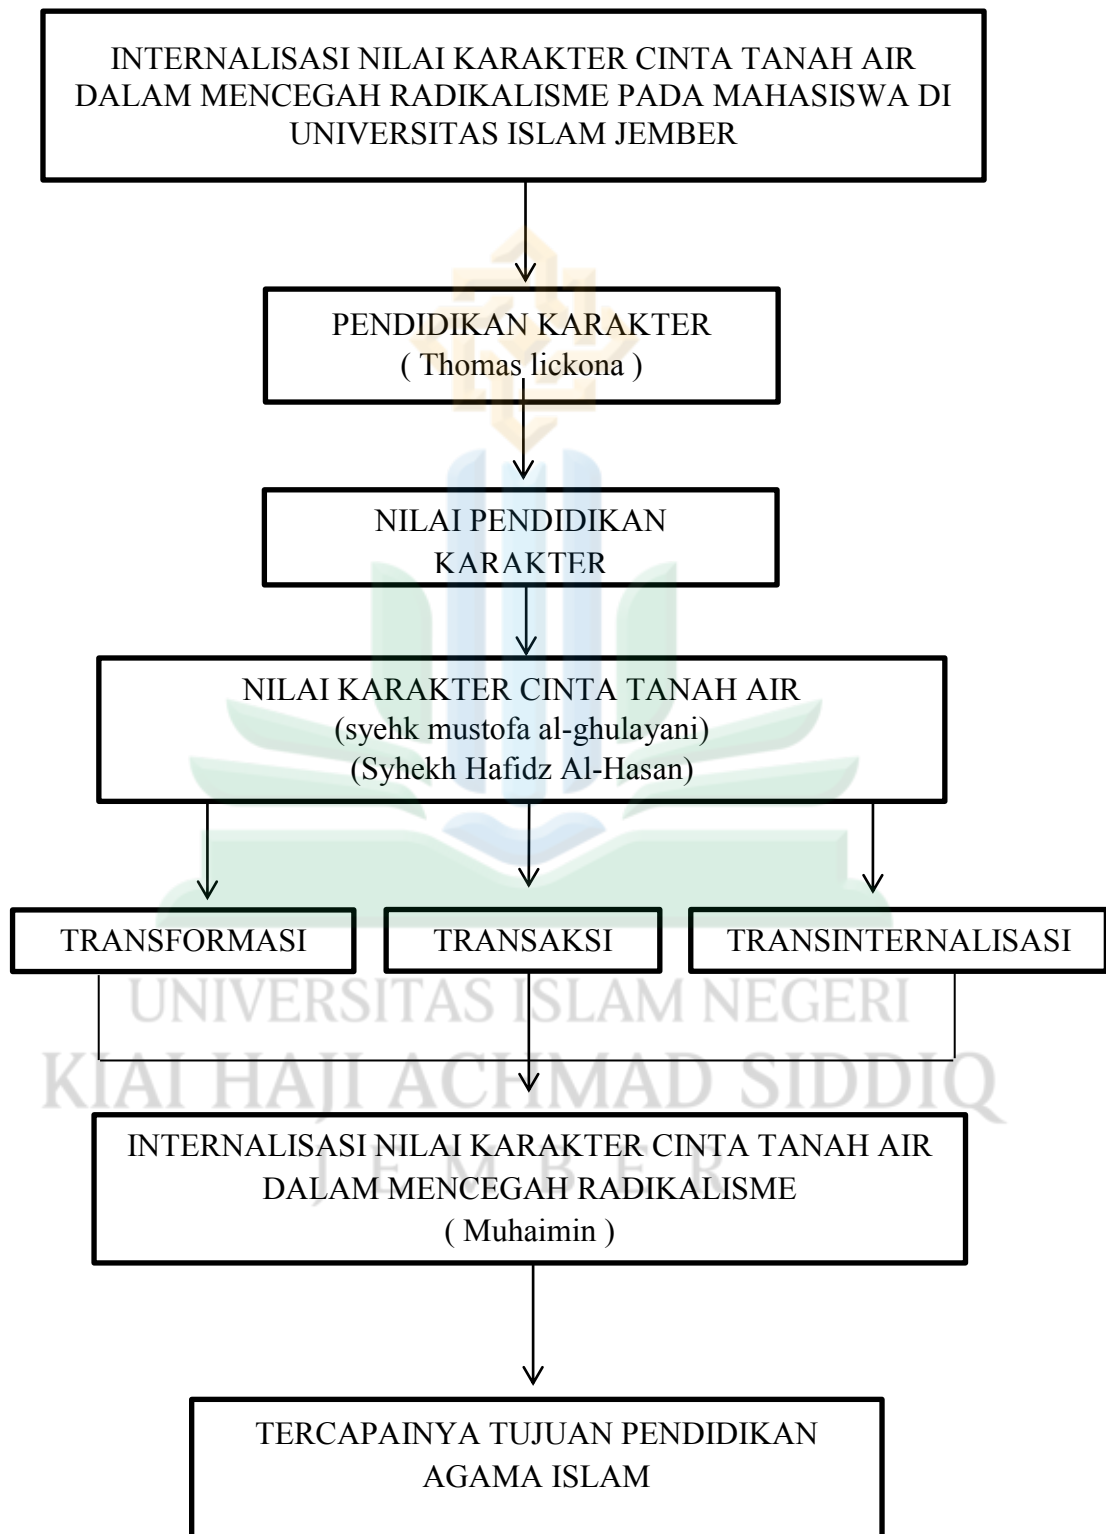 INTERNALISASI NILAI KARAKTER CINTA TANAH AIR
DALAM MENCEGAH RADIKALISME PADA MAHASISWA DI
UNIVERSITAS ISLAM JEMBER
PENDIDIKAN KARAKTER
( Thomas lickona )
NILAI PENDIDIKAN
KARAKTER
NILAI KARAKTER CINTA TANAH AIR
(syehk mustofa al-ghulayani)
(Syhekh Hafidz Al-Hasan)
TRANSFORMASI
TRANSAKSI
TRANSINTERNALISASI
UNIVERSITAS ISLAM NEGERI
KIAI HAJI ACHMAD SIDDIQ
JEMBER
INTERNALISASI NILAI KARAKTER CINTA TANAH AIR
DALAM MENCEGAH RADIKALISME
( Muhaimin )
TERCAPAINYA TUJUAN PENDIDIKAN
AGAMA ISLAM